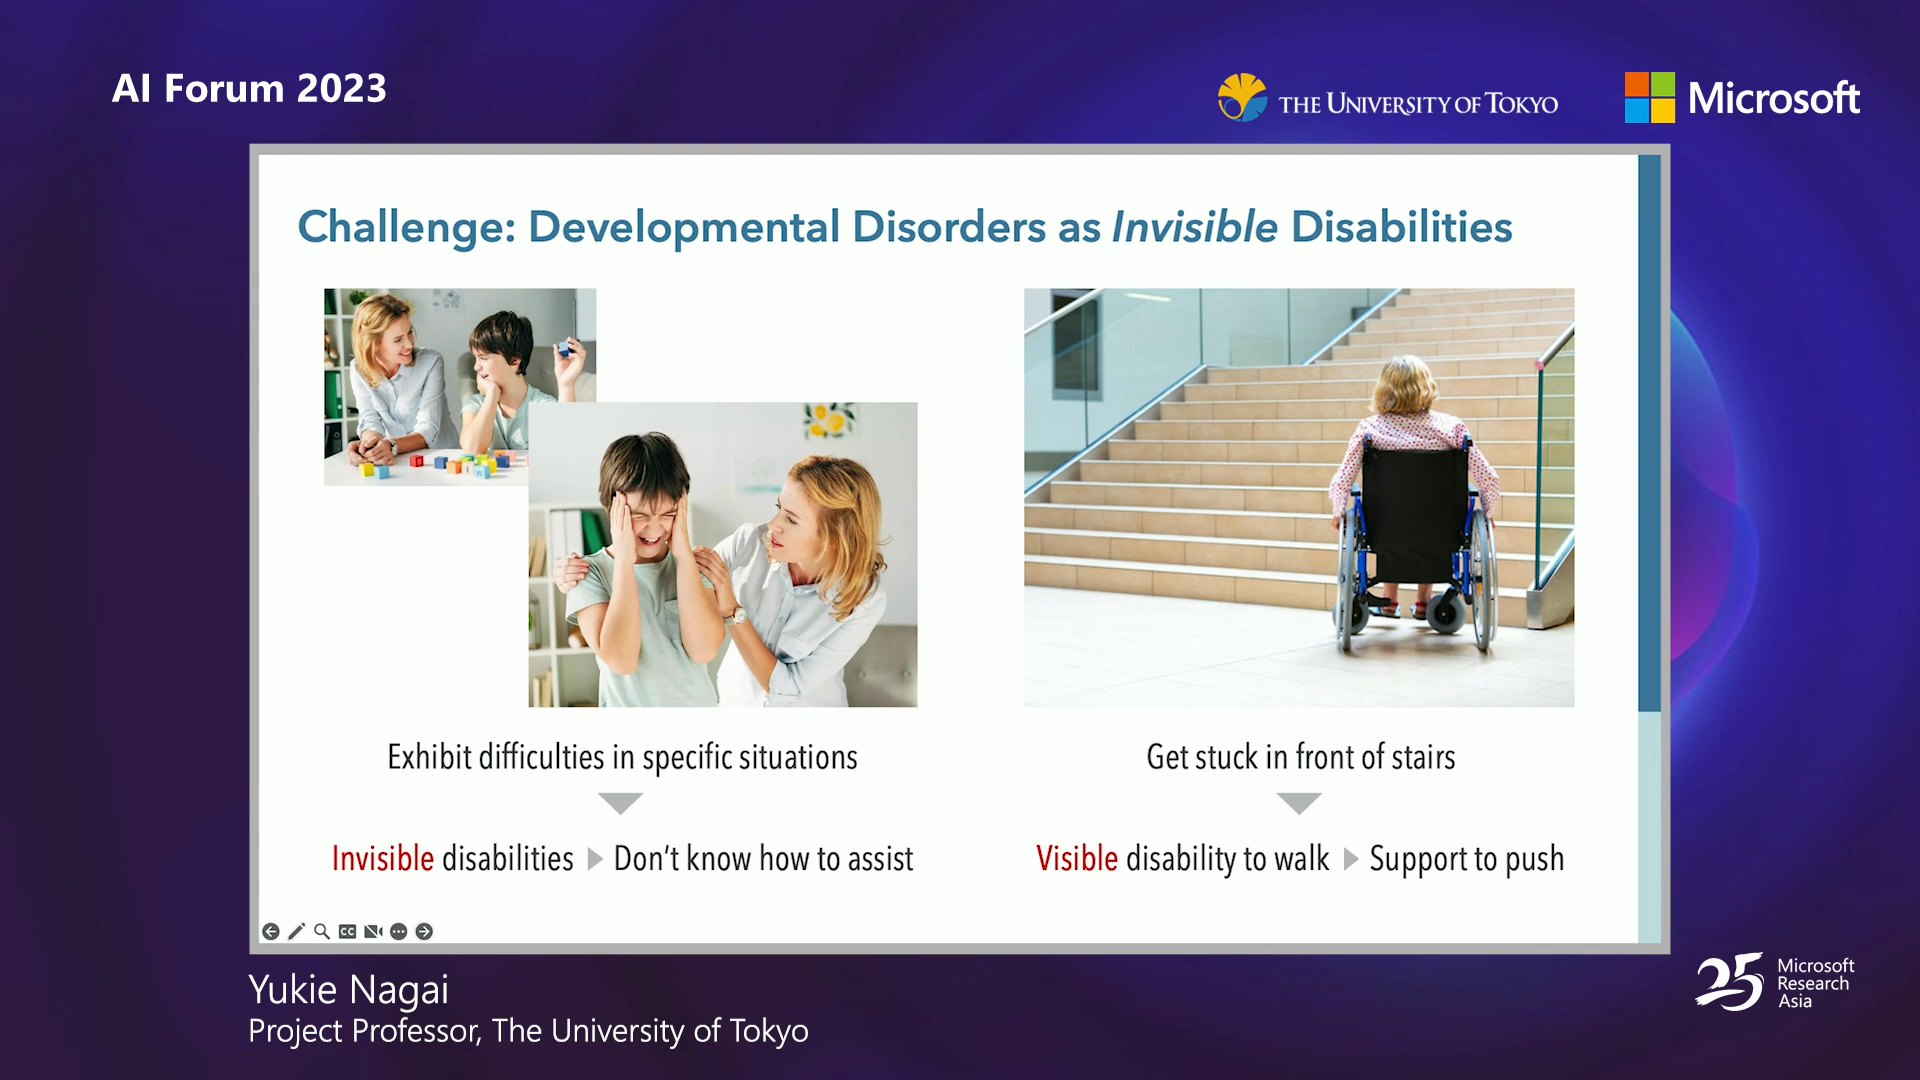 AI Forum 2023
THE UNIVERSITY OF TOKYO
Microsoft
Challenge: Developmental Disorders as Invisible Disabilities
Exhibit difficulties in specific situations
Invisible disabilities ▶ Don't know how to assist
Get stuck in front of stairs
Visible disability to walk ▶ Support to push
CC
Yukie Nagai
Project Professor, The University of Tokyo
25
Microsoft
Research
Asia